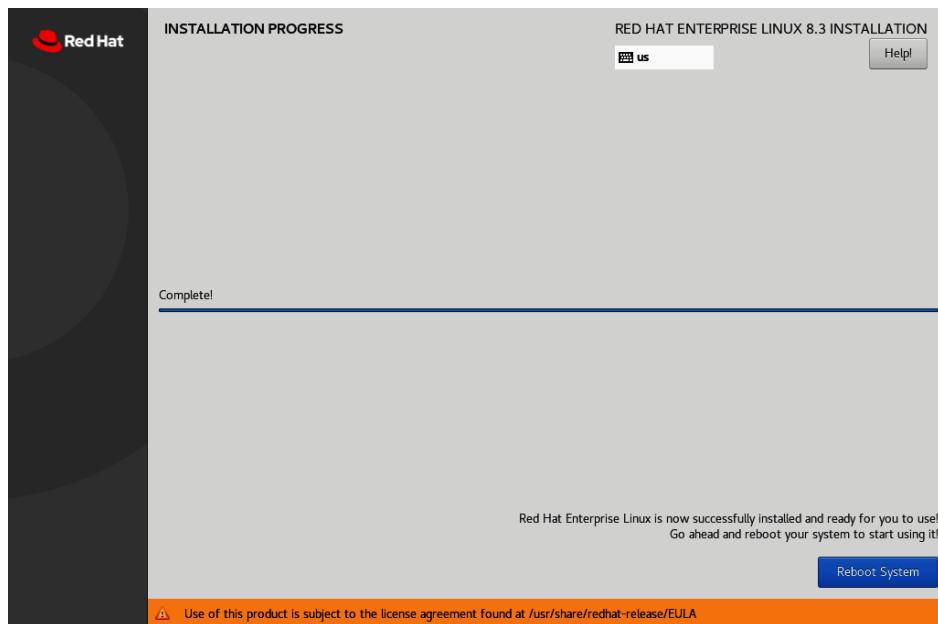 Red Hat
INSTALLATION PROGRESS
RED HAT ENTERPRISE LINUX 8.3 INSTALLATION
us
Help!
Complete!
Red Hat Enterprise Linux is now successfully installed and ready for you to use!
Go ahead and reboot your system to start using it!
Reboot System
Use of this product is subject to the license agreement found at /usr/share/redhat-release/EULA